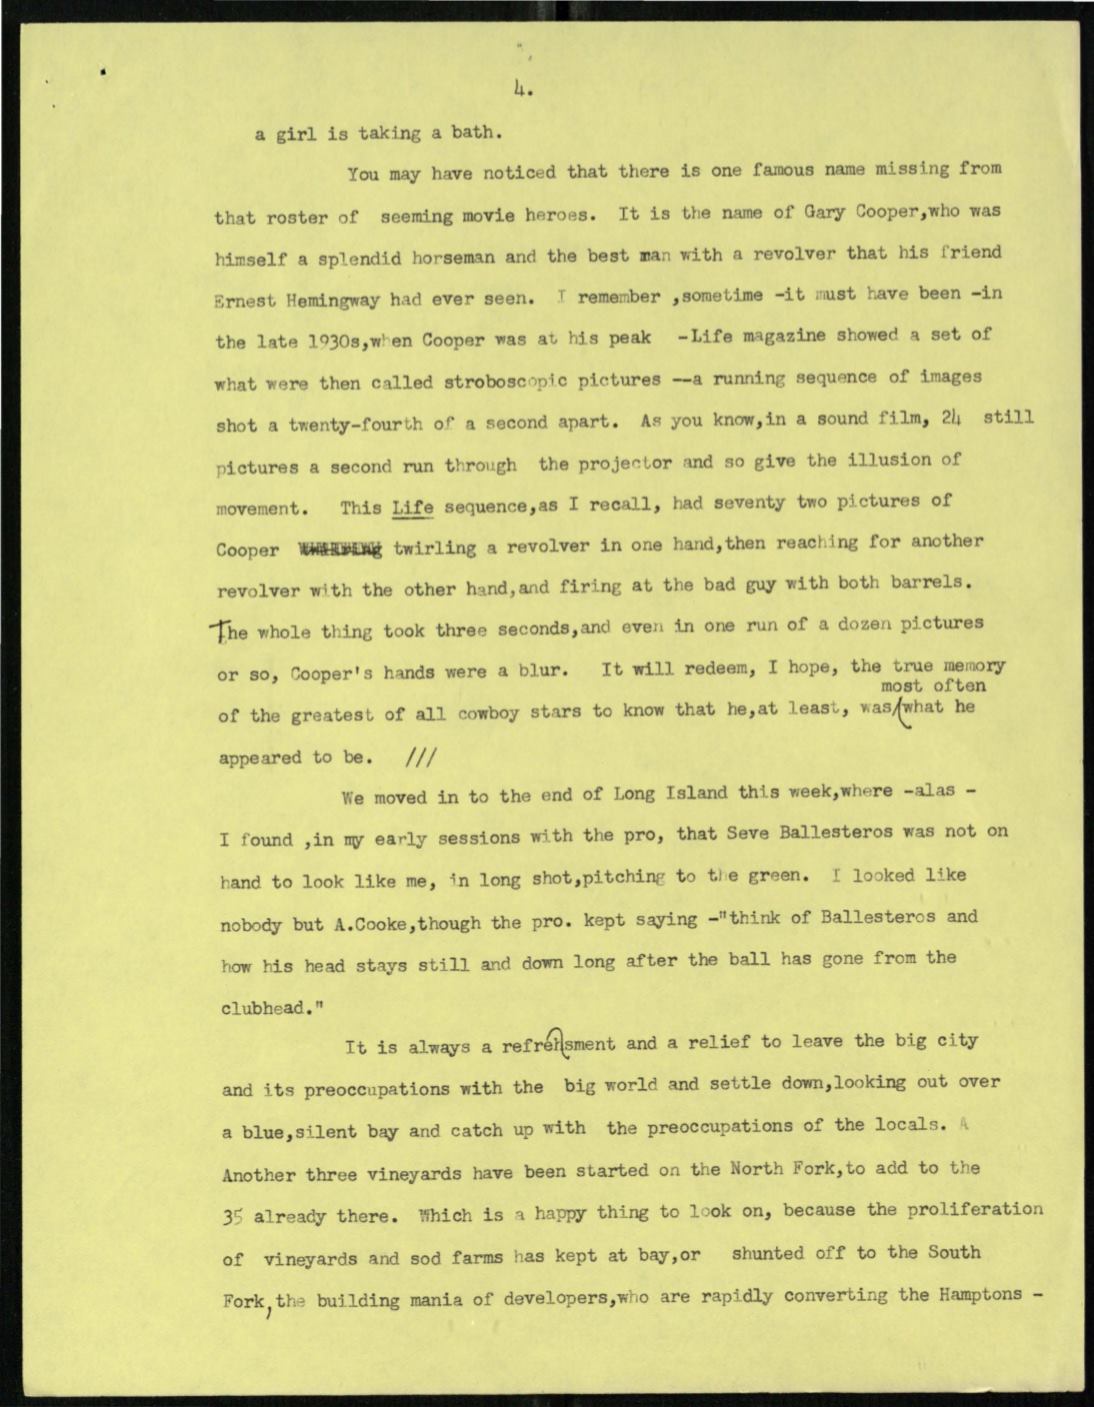 4.
a girl is taking a bath.
You may have noticed that there is one famous name missing from
that roster of seeming movie heroes. It is the name of Gary Cooper,who was
himself a splendid horseman and the best man with a revolver that his friend
Ernest Hemingway had ever seen. I remember ,sometime -it must have been -in
the late 1930s,when Cooper was at his peak -Life magazine showed a set of
what were then called stroboscopic pictures --a running sequence of images
shot a twenty-fourth of a second apart. As you know,in a sound film, 24 still
pictures a second run through the projector and so give the illusion of
movement. This Life sequence,as I recall, had seventy two pictures of
Cooper twirling a revolver in one hand,then reaching for another
revolver with the other hand,and firing at the bad guy with both barrels.
The whole thing took three seconds,and even in one run of a dozen pictures
or so, Cooper's hands were a blur. It will redeem, I hope, the true memory
most often
of the greatest of all cowboy stars to know that he,at least, was/what he
appeared to be. ///
We moved in to the end of Long Island this week,where -alas -
I found ,in my early sessions with the pro, that Seve Ballesteros was not on
hand to look like me, in long shot,pitching to the green. I looked like
nobody but A.Cooke,though the pro. kept saying -"think of Ballesteros and
how his head stays still and down long after the ball has gone from the
clubhead."
It is always a refrehsment and a relief to leave the big city
and its preoccupations with the big world and settle down,looking out over
a blue,silent bay and catch up with the preoccupations of the locals. A
Another three vineyards have been started on the North Fork,to add to the
35 already there. Which is a happy thing to look on, because the proliferation
of vineyards and sod farms has kept at bay,or shunted off to the South
Fork, the building mania of developers,who are rapidly converting the Hamptons -